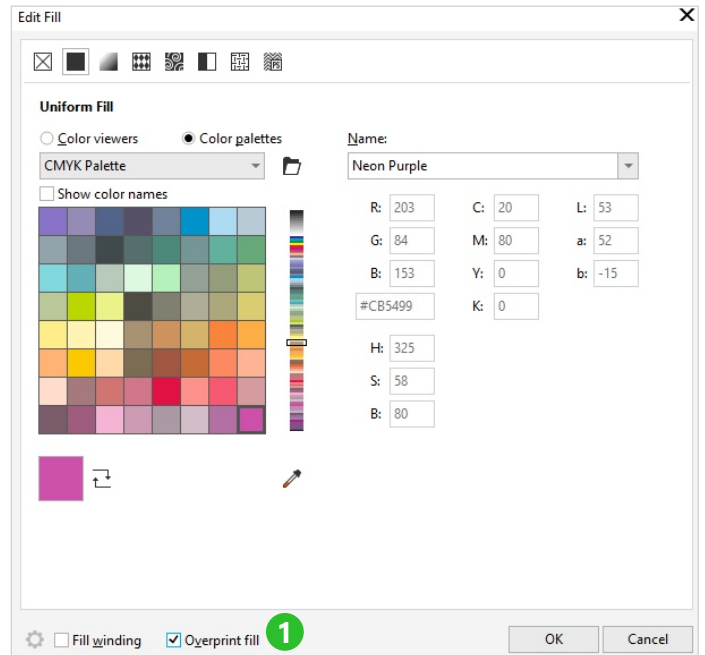 Edit Fill
PS
Uniform Fill
Color viewers Color palettes Name:
CMYK Palette Neon Purple
Show color names
R: 203 C: 20 L: 53
G: 84 M: 80 a: 52
B: 153 Y: 0 b: -15
#CB5499 K: 0
H: 325
S: 58
B: 80
Fill winding Overprint fill 1 OK Cancel